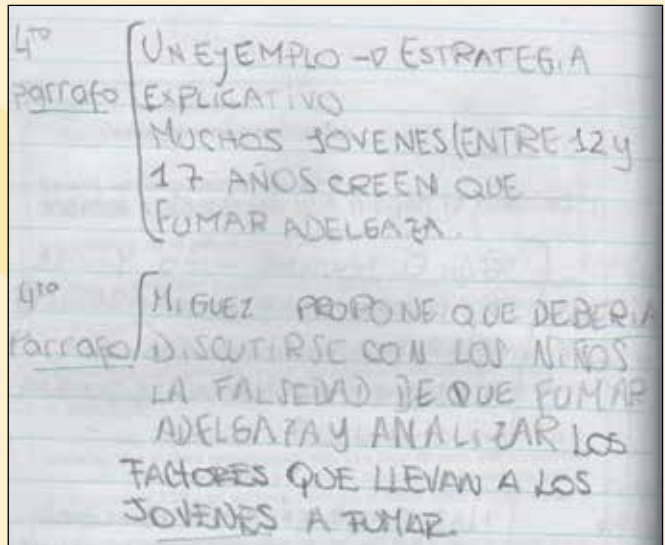 4to UN EJEMPLO → ESTRATEGIA
párrafo EXPLICATIVO
MUCHOS JOVENES (ENTRE 12 y
17 AÑOS CREEN QUE
FUMAR ADELGAZA.
4to MIGUEZ PROPONE QUE DEBERIA
Párrafo DISCUTIRSE CON LOS NIÑOS
LA FALSEDAD DE QUE FUMAR
ADELGAZA Y ANALIZAR LOS
FACTORES QUE LLEVAN A LOS
JOVENES A FUMAR.